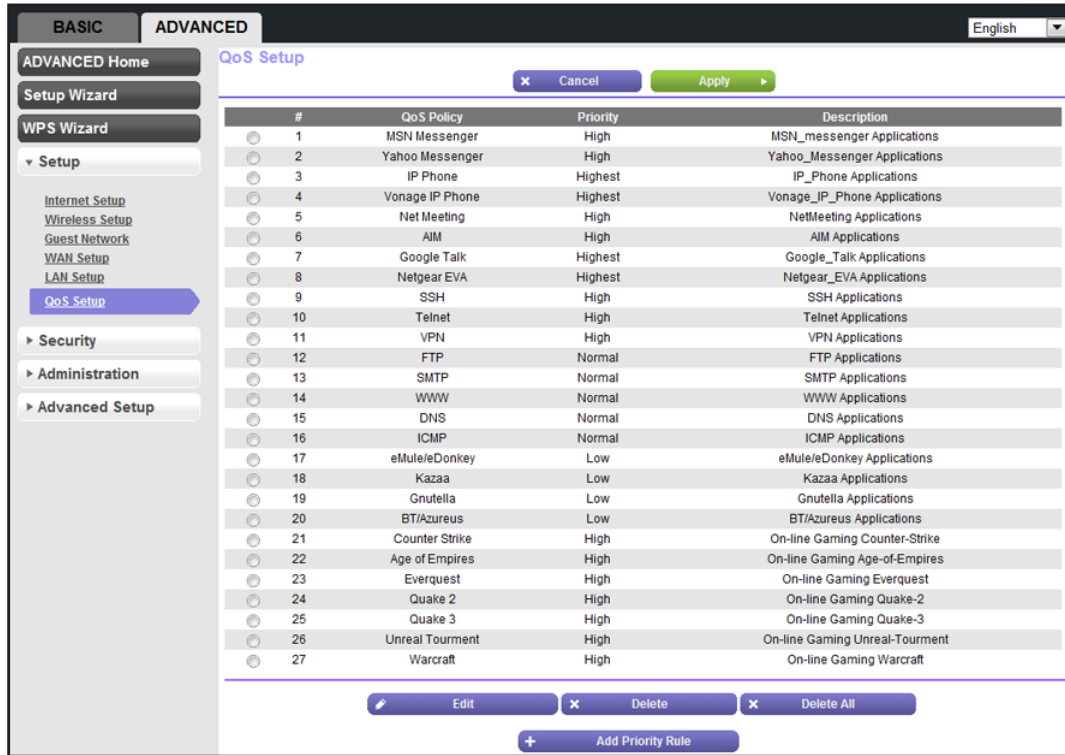 BASIC ADVANCED English
ADVANCED Home
Setup Wizard
WPS Wizard
Setup
Internet Setup
Wireless Setup
Guest Network
WAN Setup
LAN Setup
QoS Setup
Security
Administration
Advanced Setup
QoS Setup
Cancel Apply
# QoS Policy Priority Description
1 MSN Messenger High MSN_messenger Applications
2 Yahoo Messenger High Yahoo_Messenger Applications
3 IP Phone Highest IP_Phone Applications
4 Vonage IP Phone Highest Vonage_IP_Phone Applications
5 Net Meeting High NetMeeting Applications
6 AIM High AIM Applications
7 Google Talk Highest Google_Talk Applications
8 Netgear EVA Highest Netgear_EVA Applications
9 SSH High SSH Applications
10 Telnet High Telnet Applications
11 VPN High VPN Applications
12 FTP Normal FTP Applications
13 SMTP Normal SMTP Applications
14 WWW Normal WWW Applications
15 DNS Normal DNS Applications
16 ICMP Normal ICMP Applications
17 eMule/eDonkey Low eMule/eDonkey Applications
18 Kazaa Low Kazaa Applications
19 Gnutella Low Gnutella Applications
20 BT/Azureus Low BT/Azureus Applications
21 Counter Strike High On-line Gaming Counter-Strike
22 Age of Empires High On-line Gaming Age-of-Empires
23 Everquest High On-line Gaming Everquest
24 Quake 2 High On-line Gaming Quake-2
25 Quake 3 High On-line Gaming Quake-3
26 Unreal Tourment High On-line Gaming Unreal-Tourment
27 Warcraft High On-line Gaming Warcraft
Edit Delete Delete All
Add Priority Rule